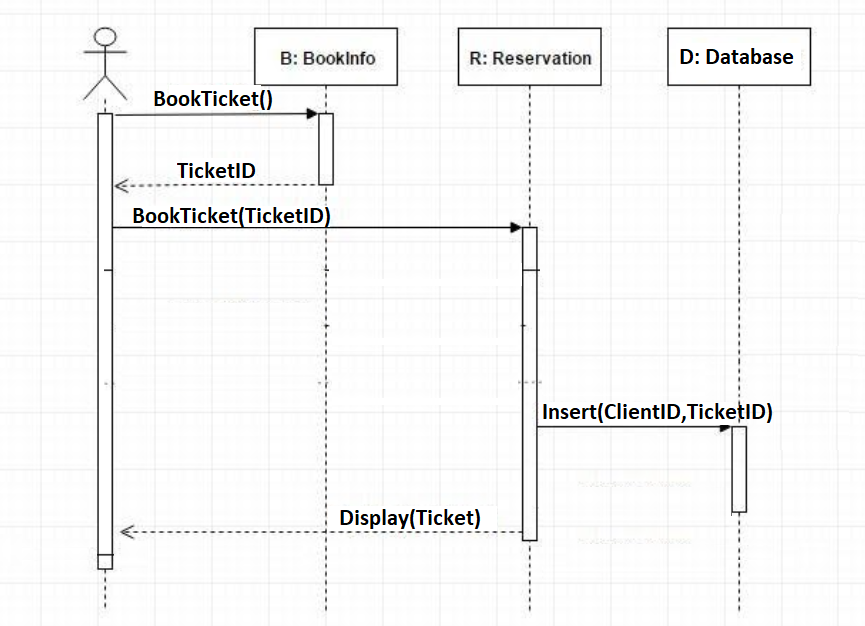 B: BookInfo
R: Reservation
D: Database
BookTicket()
TicketID
BookTicket(TicketID)
Insert(ClientID,TicketID)
Display(Ticket)